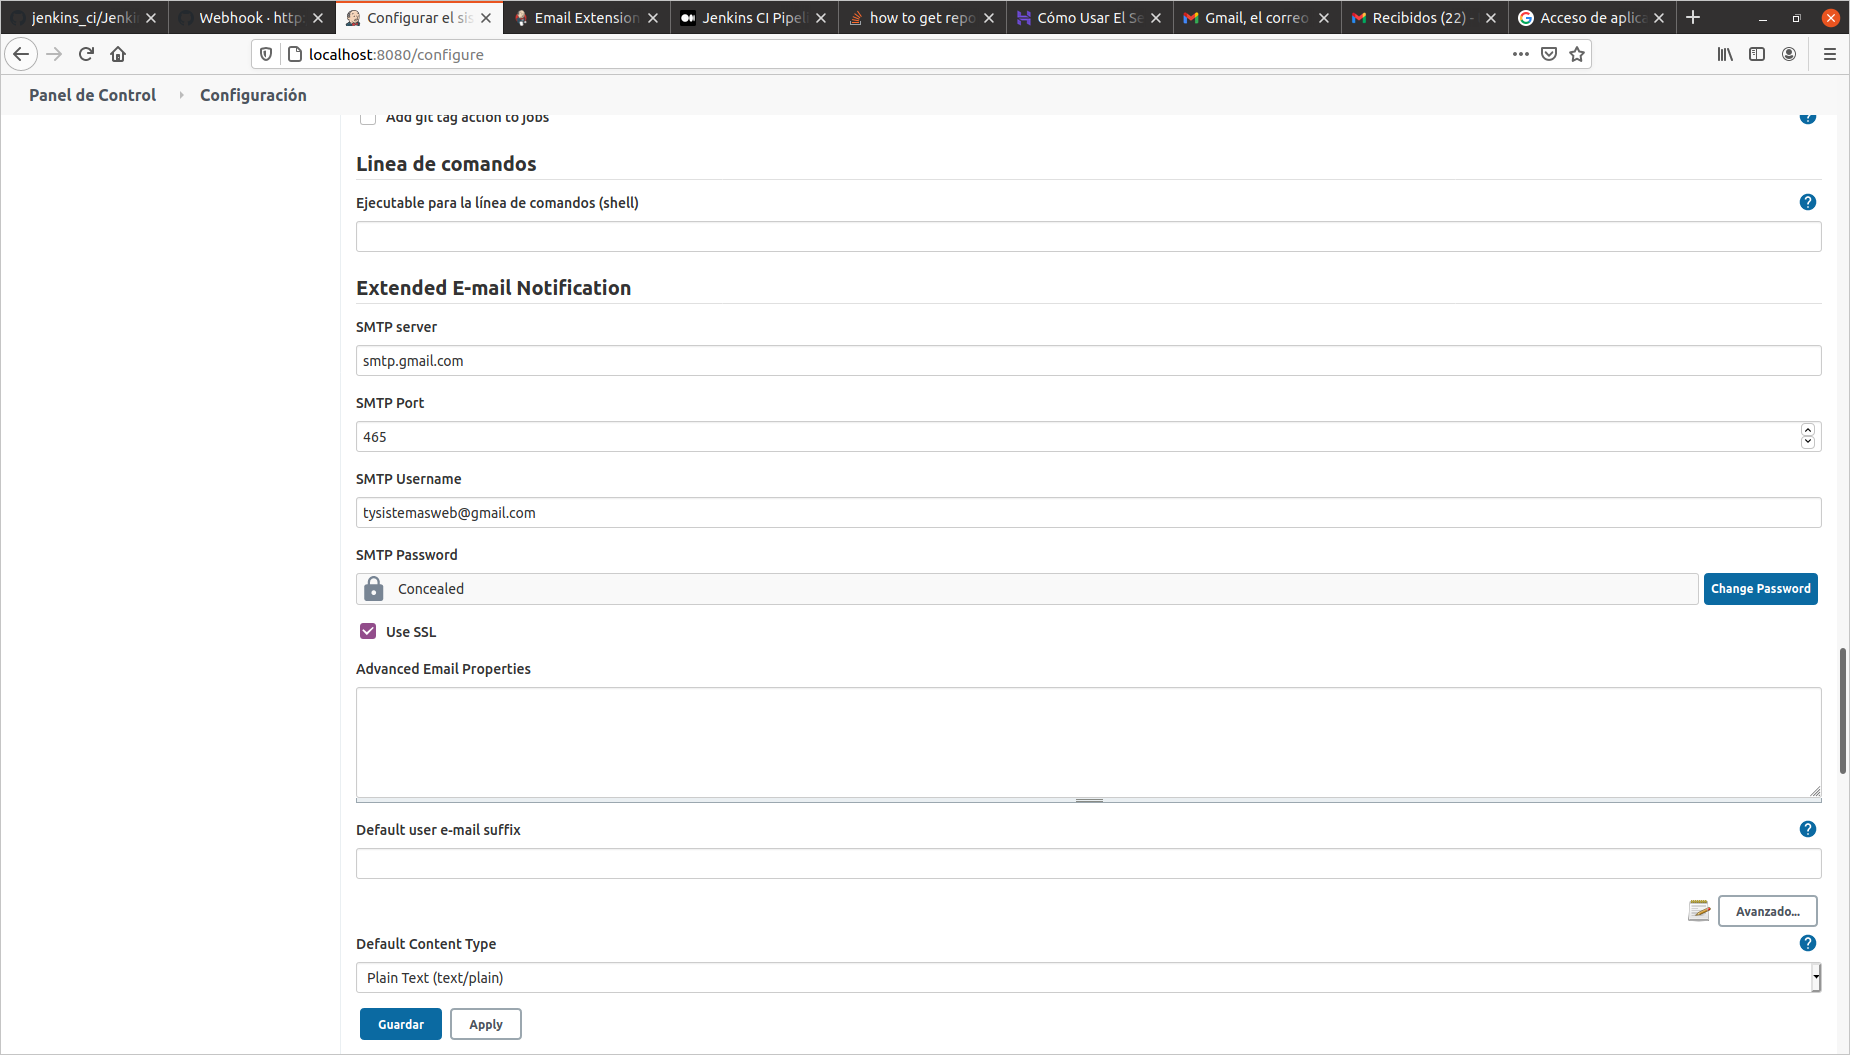 jenkins_ci/Jenki
Webhook · http:
Configurar el sis
Email Extension
Jenkins CI Pipeli
how to get repo
Cómo Usar El Se
Gmail, el correo
Recibidos (22) -
Acceso de aplica
localhost:8080/configure
Panel de Control
Configuración
Add git tag action to jobs
Linea de comandos
Ejecutable para la línea de comandos (shell)
Extended E-mail Notification
SMTP server
smtp.gmail.com
SMTP Port
465
SMTP Username
tysistemasweb@gmail.com
SMTP Password
Concealed
Change Password
Use SSL
Advanced Email Properties
Default user e-mail suffix
Avanzado...
Default Content Type
Plain Text (text/plain)
Guardar
Apply